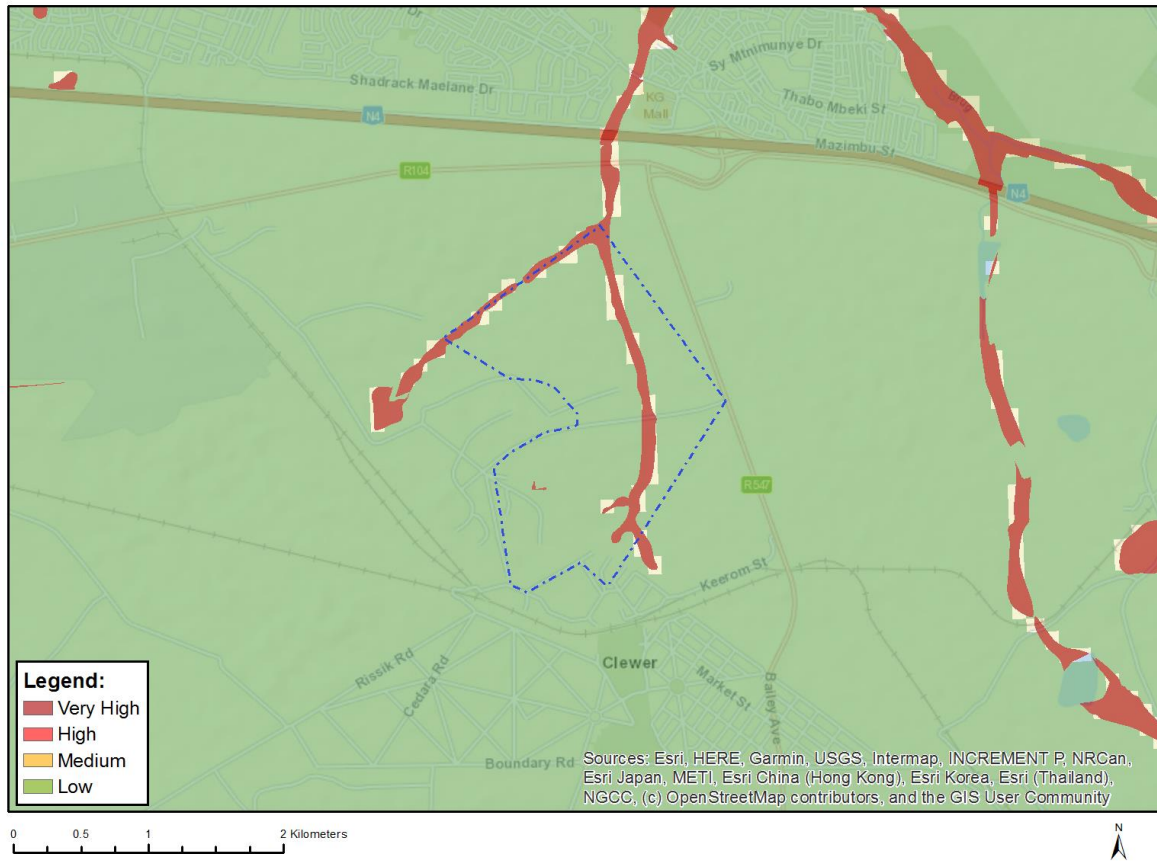 Dr
Dr
Sy Mtnimunye Dr
Shadrack Maelane Dr
KG
Mall
Thabo Mbeki St
N4
Mazimbu St
R104
N4
R547
Keerom St
Clewer
Rissik Rd
Cedara Rd
Market St
Bailey Ave
Boundary Rd
Legend:
Very High
High
Medium
Low
Sources: Esri, HERE, Garmin, USGS, Intermap, INCREMENT P, NRCan,
Esri Japan, METI, Esri China (Hong Kong), Esri Korea, Esri (Thailand),
NGCC, (c) OpenStreetMap contributors, and the GIS User Community
0 0.5 1 2 Kilometers
N